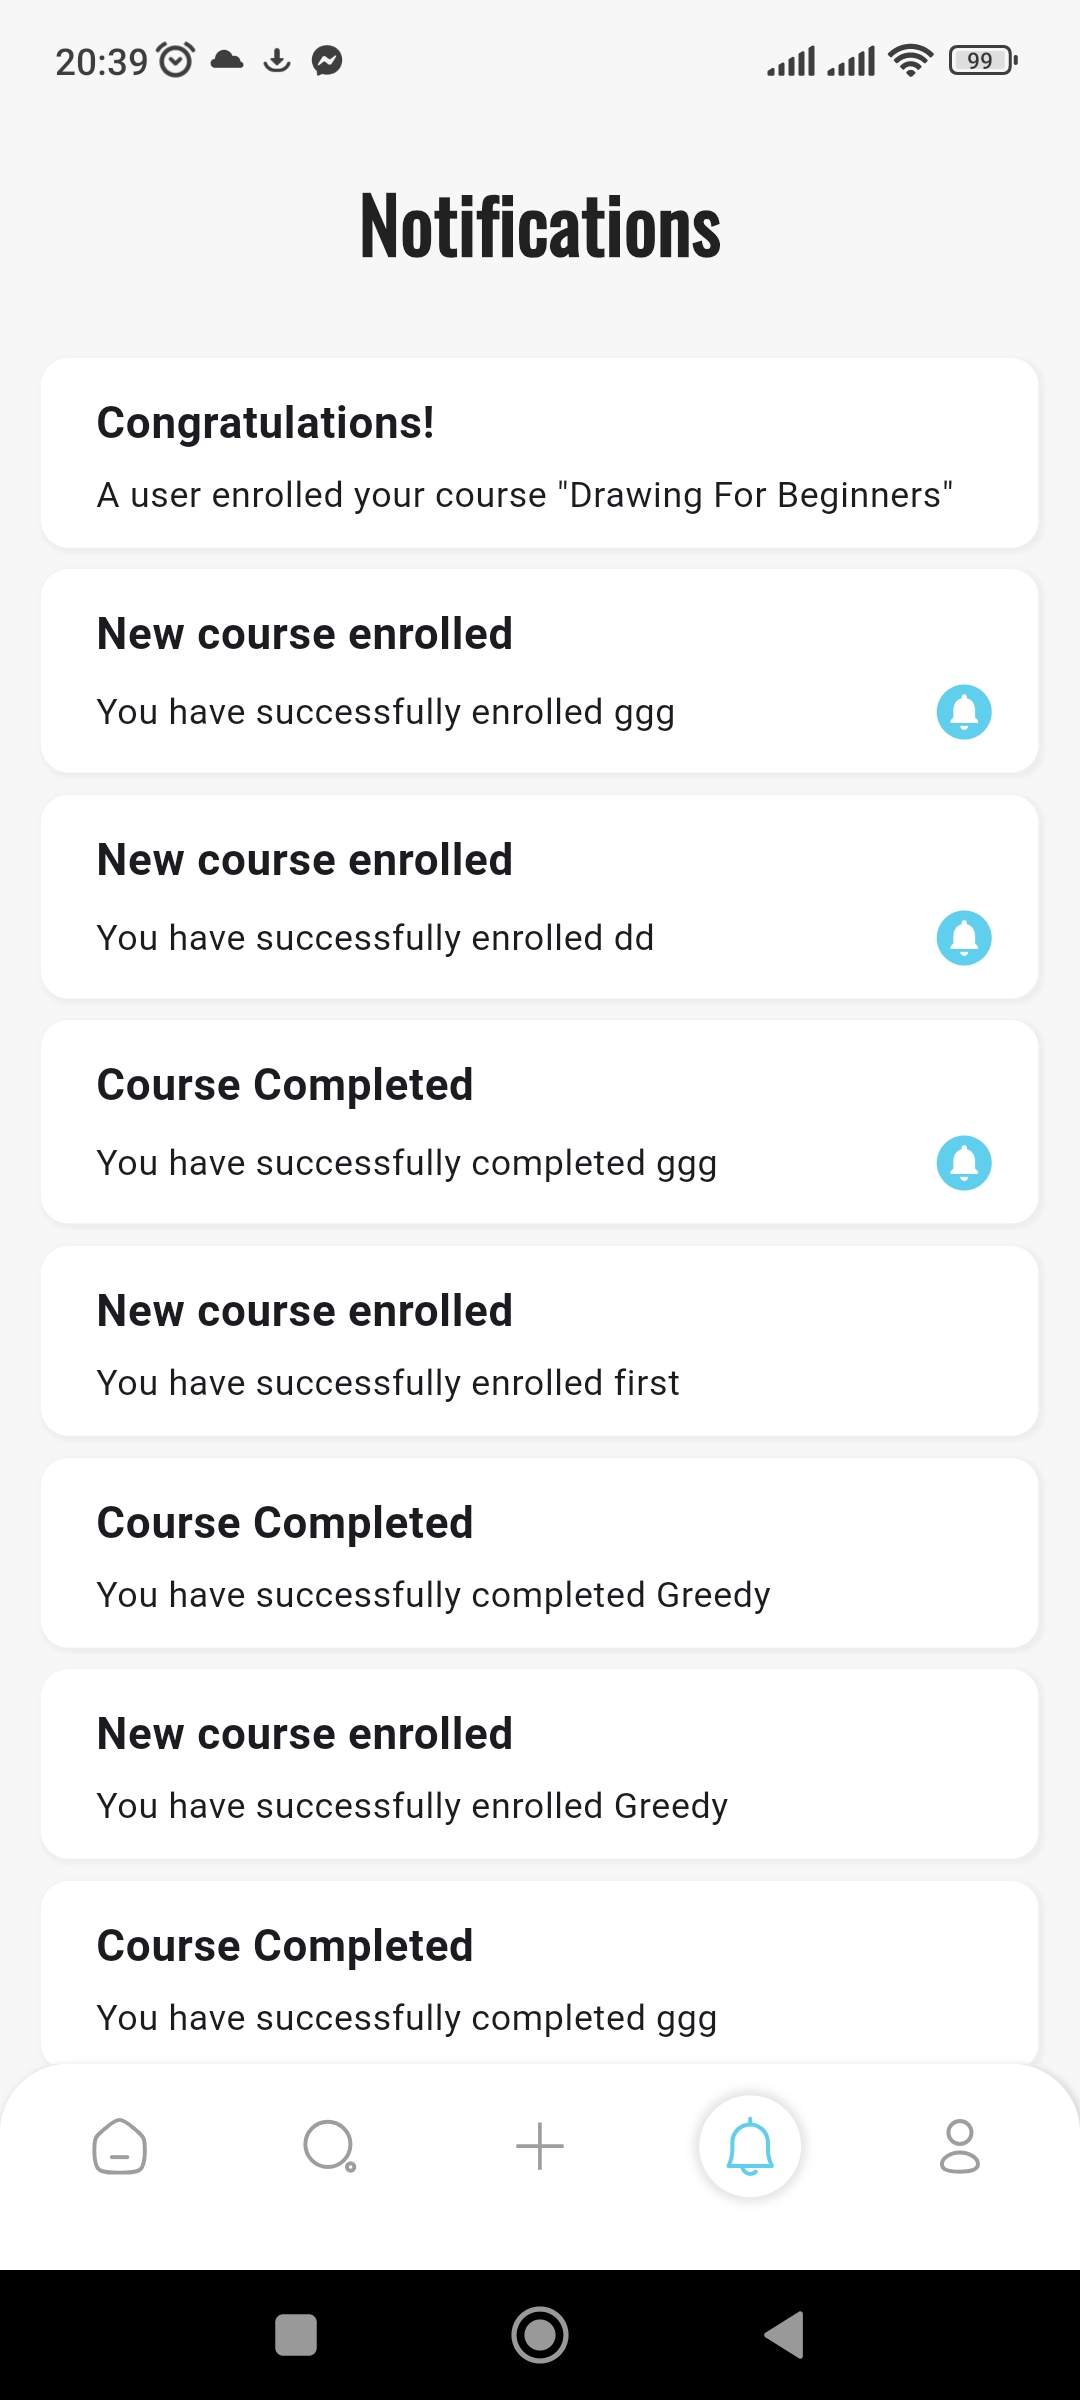 20:39
99
Notifications
Congratulations!
A user enrolled your course "Drawing For Beginners"
New course enrolled
You have successfully enrolled ggg
New course enrolled
You have successfully enrolled dd
Course Completed
You have successfully completed ggg
New course enrolled
You have successfully enrolled first
Course Completed
You have successfully completed Greedy
New course enrolled
You have successfully enrolled Greedy
Course Completed
You have successfully completed ggg